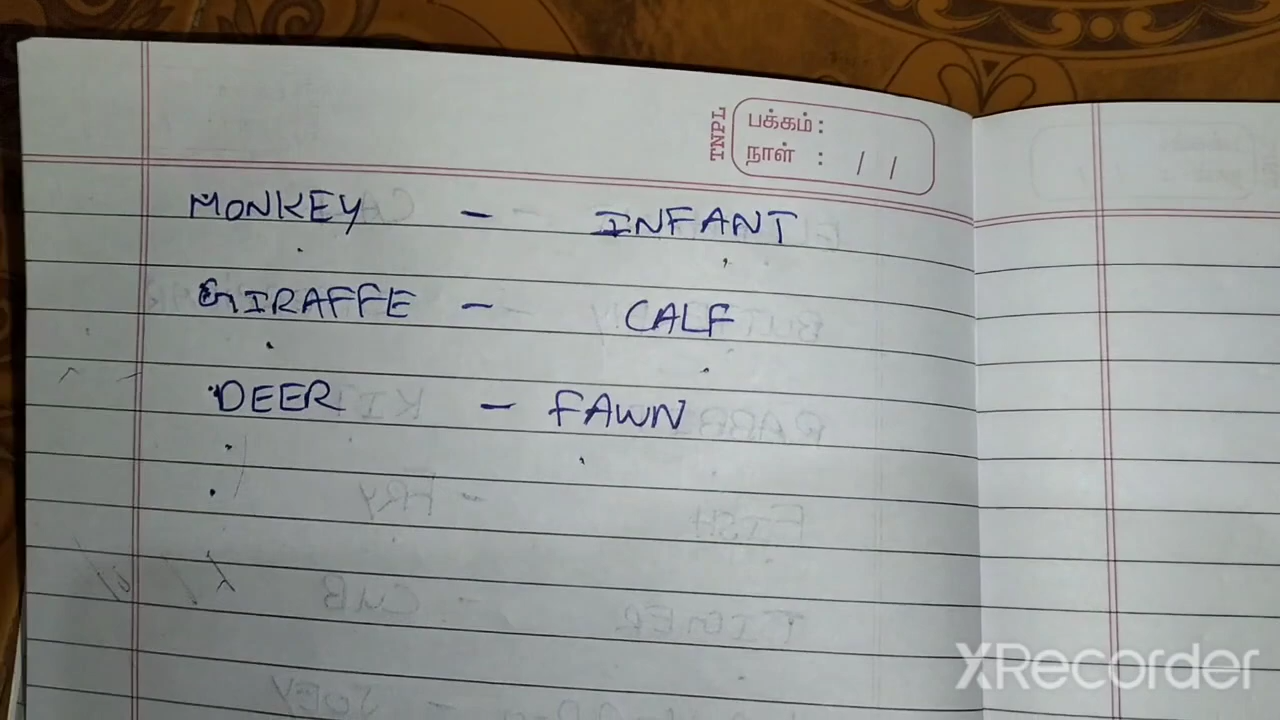 TNPL
பக்கம் :
நாள் : / /
MONKEY - INFANT
GIRAFFE - CALF
DEER - FAWN
XRecorder